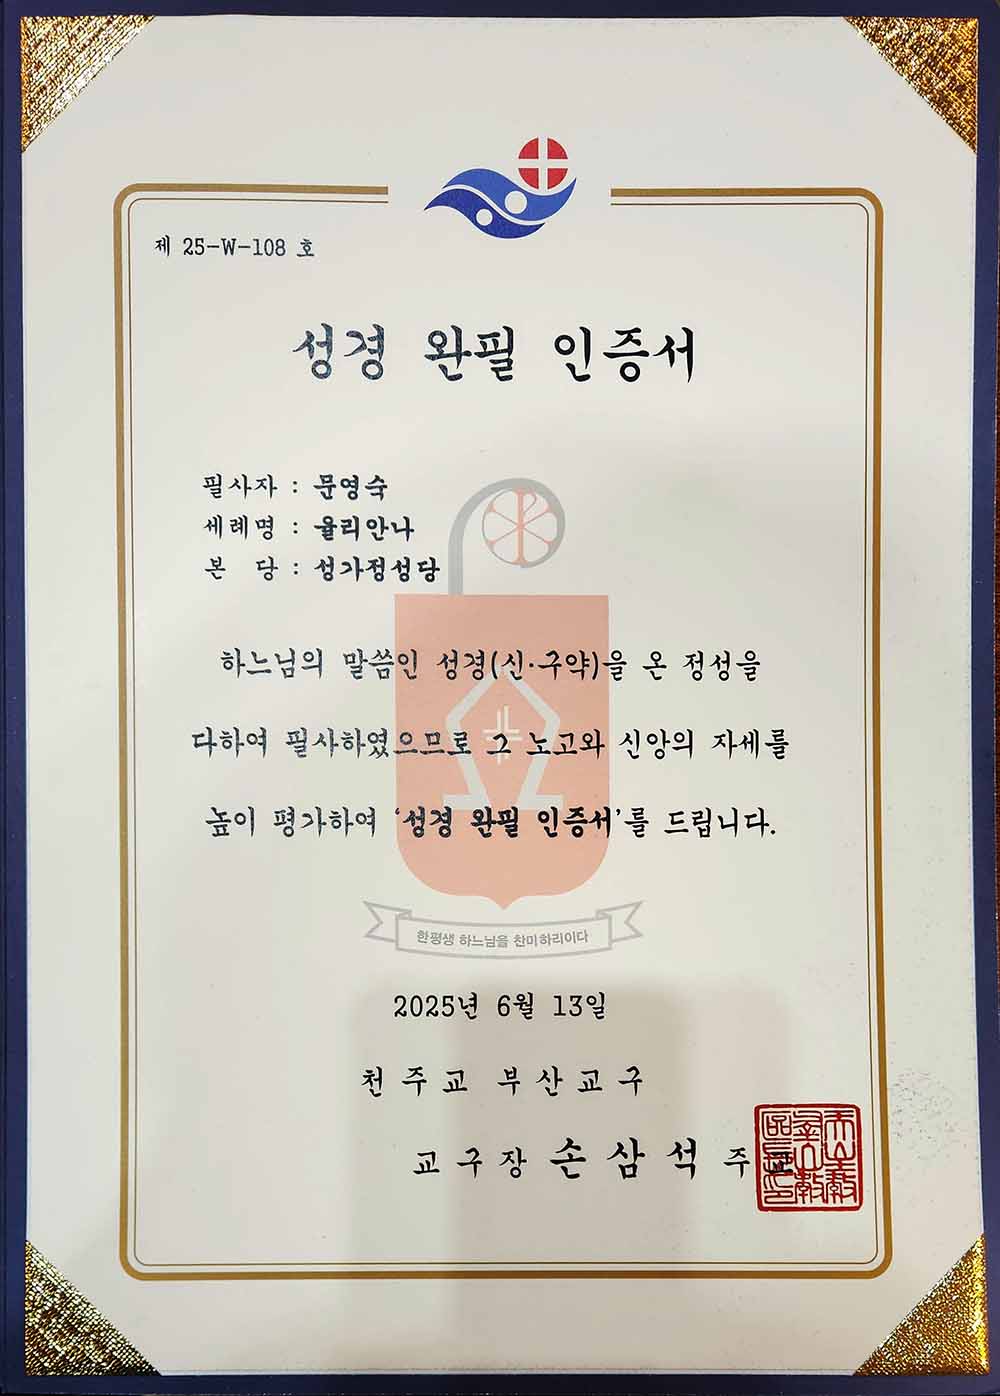 제 25-W-108 호
성경 완필 인증서
필사자 : 문영숙
세례명 : 율리안나
본 당 : 성가정성당
하느님의 말씀인 성경(신·구약)을 온 정성을
다하여 필사하였으므로 그 노고와 신앙의 자세를
높이 평가하여 '성경 완필 인증서'를 드립니다.
한평생 하느님을 찬미하리이다
2025년 6월 13일
천주교 부산교구
교구장 손삼석 주교